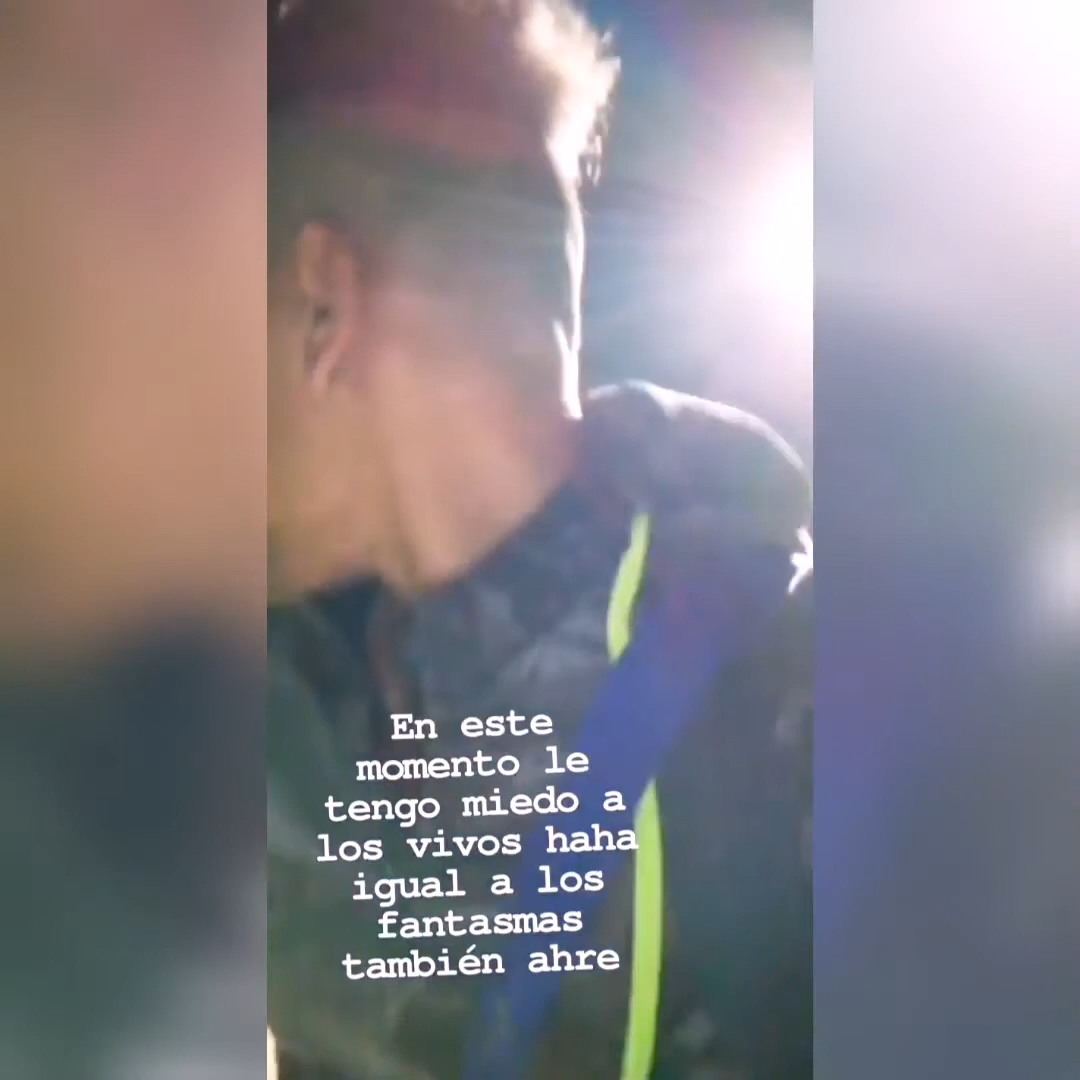 En este
momento le
tengo miedo a
los vivos haha
igual a los
fantasmas
también ahre